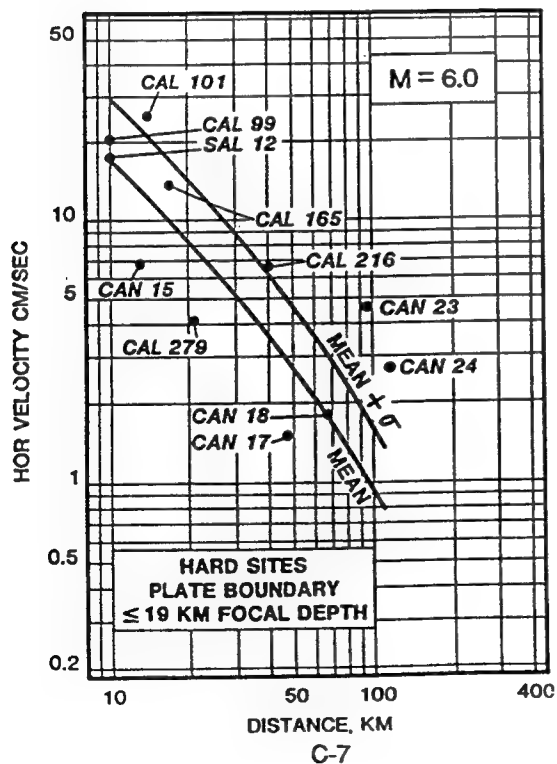 50
CAL 101
M = 6.0
CAL 99
SAL 12
10
CAL 165
CAL 216
5
CAN 15
CAN 23
CAL 279
MEAN + σ
CAN 24
HOR VELOCITY CM/SEC
CAN 18
CAN 17
MEAN
1
0.5
HARD SITES
PLATE BOUNDARY
≤ 19 KM FOCAL DEPTH
0.2
10 50 100 400
DISTANCE, KM
C-7